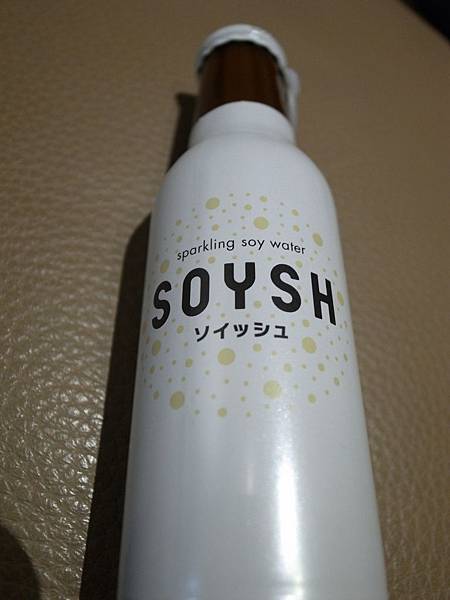 sparkling soy water
SOYSH
ソイッシュ